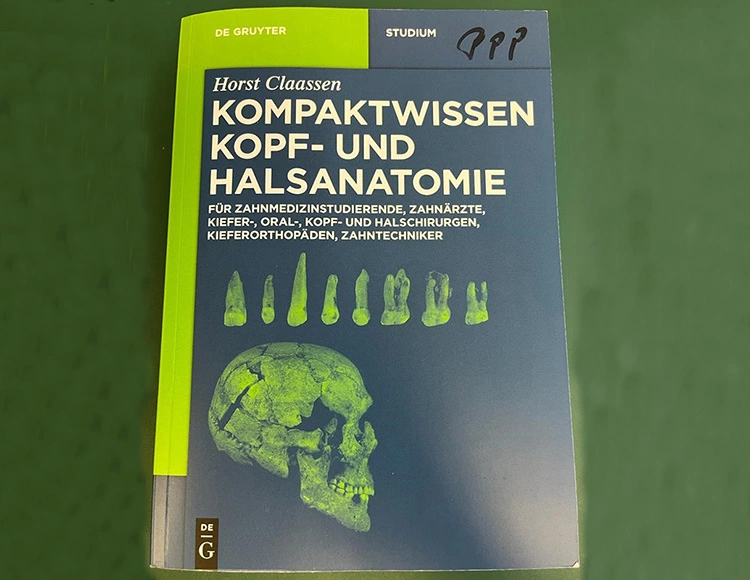 DE GRUYTER
STUDIUM
PPP
Horst Claassen
KOMPAKTWISSEN
KOPF- UND
HALSANATOMIE
FÜR ZAHNMEDIZINSTUDIERENDE, ZAHNÄRZTE,
KIEFER-, ORAL-, KOPF- UND HALSCHIRURGEN,
KIEFERORTHOPÄDEN, ZAHNTECHNIKER
DE
G